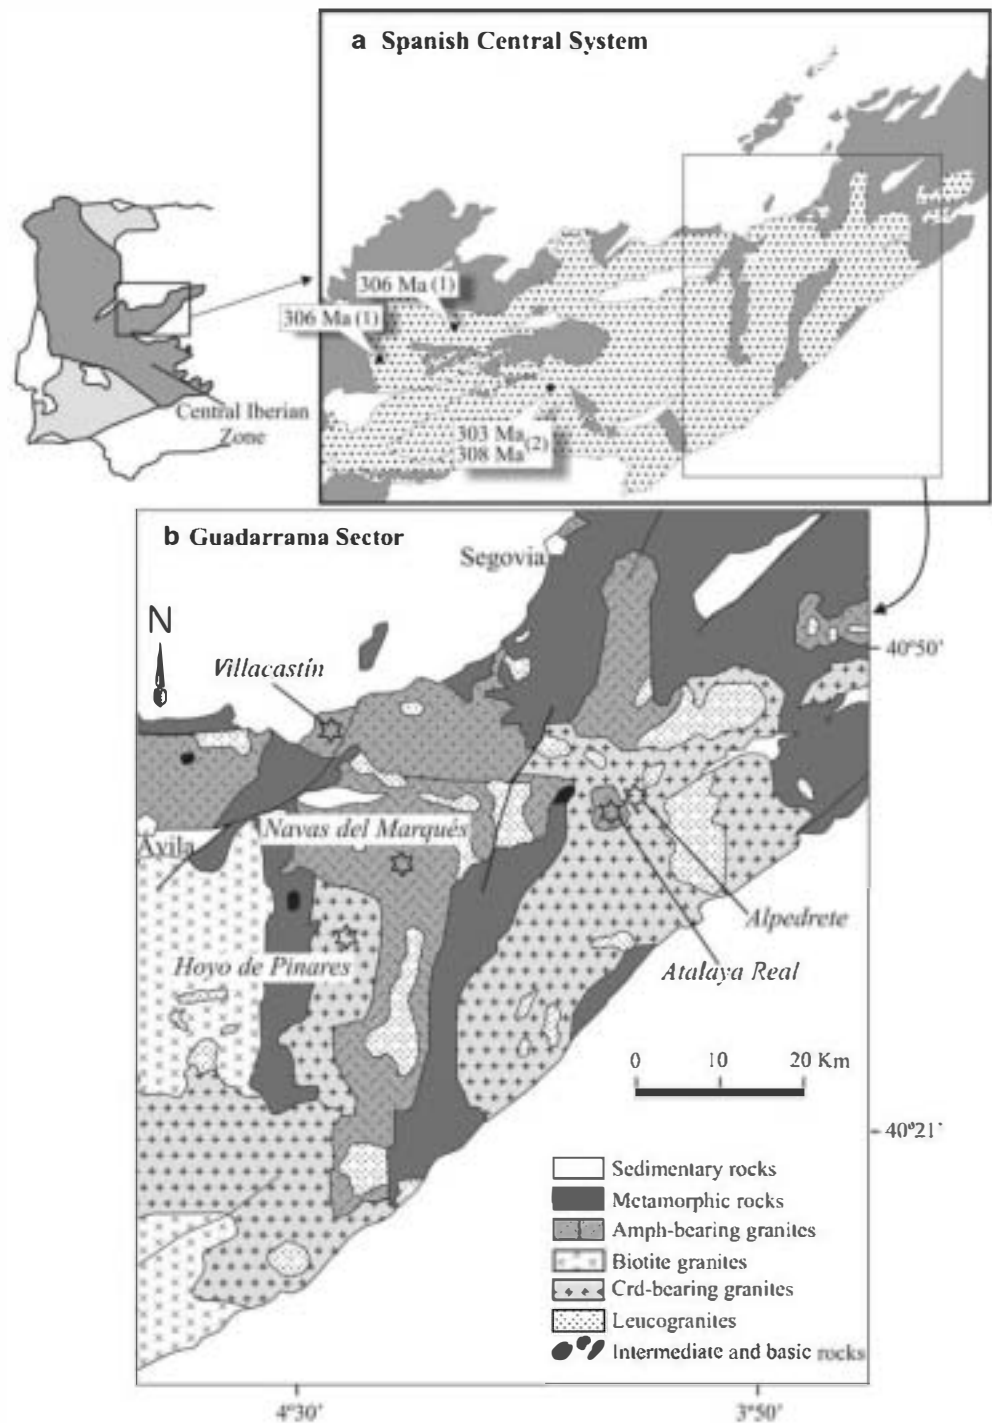 a Spanish Central System
306 Ma (1)
306 Ma (1)
303 Ma
308 Ma (2)
Central Iberian
Zone
b Guadarrama Sector
Segovia
N
40°50'
Villacastín
Navas del Marqués
Ávila
Alpedrete
Hoyo de Pinares
Atalaya Real
0 10 20 Km
40°21'
Sedimentary rocks
Metamorphic rocks
Amph-bearing granites
Biotite granites
Crd-bearing granites
Leucogranites
Intermediate and basic rocks
4°30'
3°50'